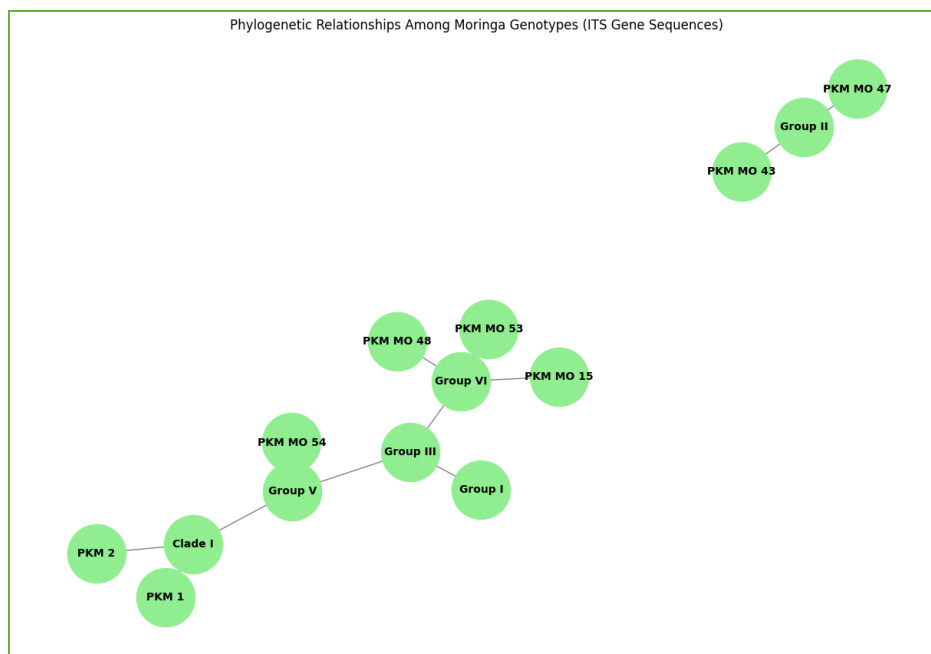 Phylogenetic Relationships Among Moringa Genotypes (ITS Gene Sequences)
PKM MO 47
Group II
PKM MO 43
PKM MO 53
PKM MO 48
PKM MO 15
Group VI
PKM MO 54
Group III
Group I
Group V
Clade I
PKM 2
PKM 1